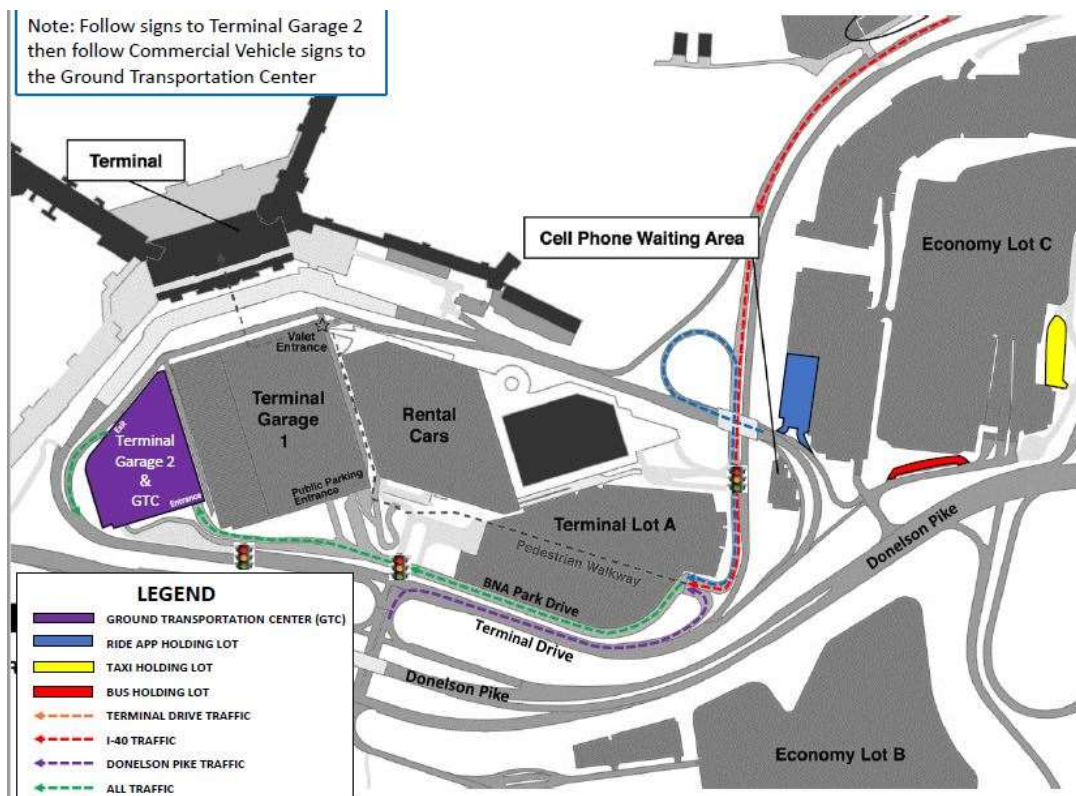 Note: Follow signs to Terminal Garage 2
then follow Commercial Vehicle signs to
the Ground Transportation Center
Terminal
Cell Phone Waiting Area
Economy Lot C
Valet
Entrance
Terminal
Garage
1
Rental
Cars
Exit
Terminal
Garage 2
&
GTC
Entrance
Public Parking
Entrance
Terminal Lot A
Pedestrian Walkway
BNA Park Drive
Terminal Drive
Donelson Pike
Donelson Pike
Economy Lot B
LEGEND
GROUND TRANSPORTATION CENTER (GTC)
RIDE APP HOLDING LOT
TAXI HOLDING LOT
BUS HOLDING LOT
TERMINAL DRIVE TRAFFIC
I-40 TRAFFIC
DONELSON PIKE TRAFFIC
ALL TRAFFIC